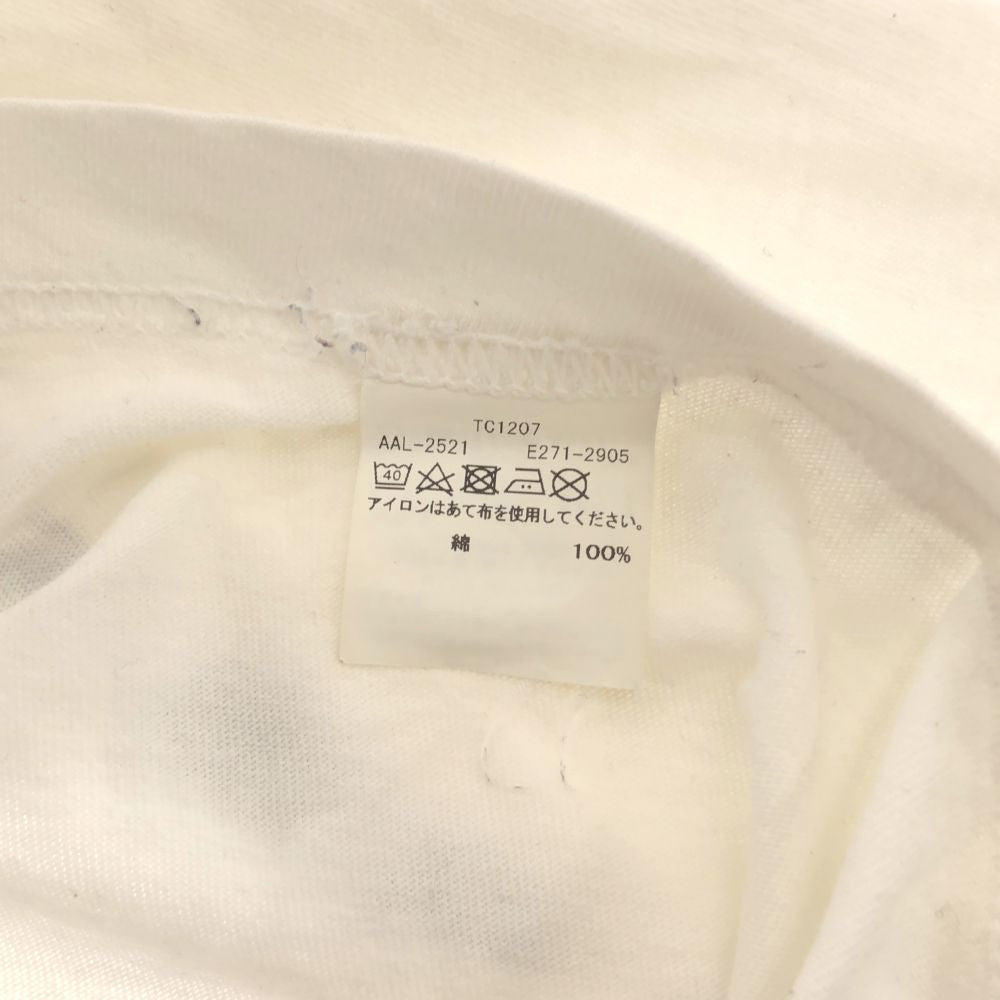 TC1207
AAL-2521 E271-2905
40
アイロンはあて布を使用してください。
綿 100%